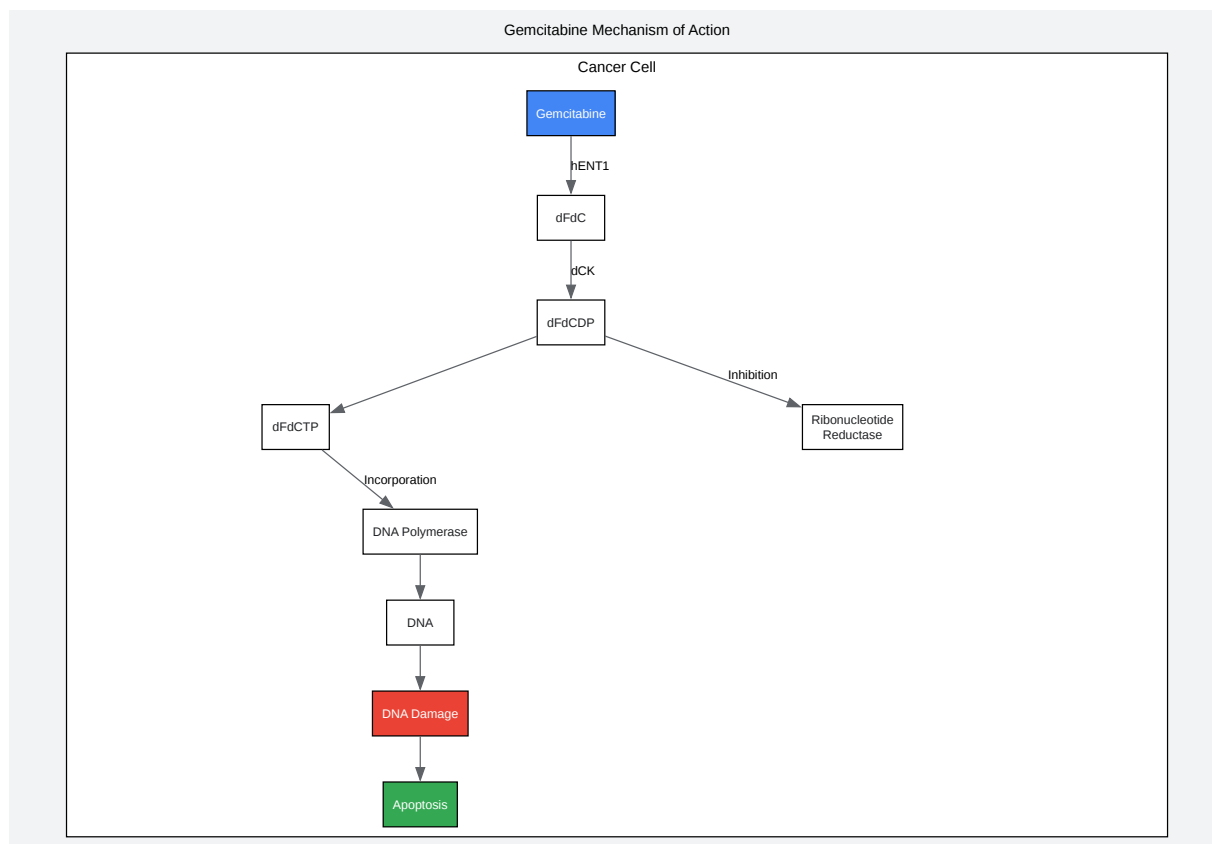 Gemcitabine Mechanism of Action
Cancer Cell
Gemcitabine
hENT1
dFdC
dCK
dFdCDP
Inhibition
dFdCTP
Ribonucleotide
Reductase
Incorporation
DNA Polymerase
DNA
DNA Damage
Apoptosis